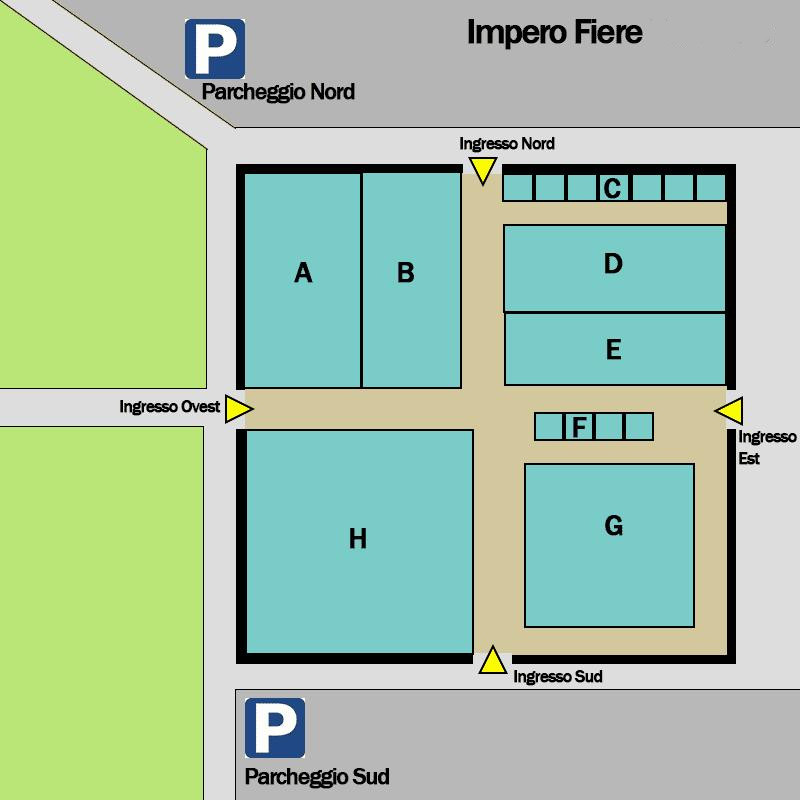 Impero Fiere
P
Parcheggio Nord
Ingresso Nord
C
A
B
D
E
Ingresso Ovest
F
Ingresso
Est
H
G
Ingresso Sud
P
Parcheggio Sud